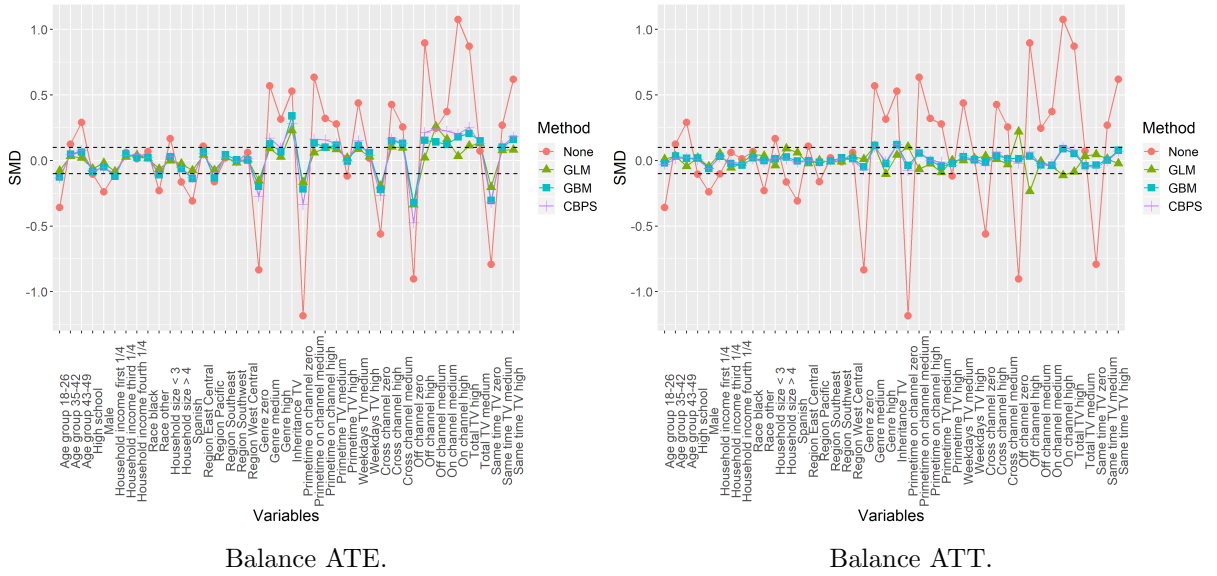 1.0
0.5
0.0
-0.5
-1.0
SMD
Age group 18-26
Age group 35-42
Age group 43-49
High school
Male
Household income first 1/4
Household income third 1/4
Household income fourth 1/4
Race black
Race other
Household size < 3
Household size > 4
Spanish
Region East Central
Region Pacific
Region Southeast
Region Southwest
Region West Central
Genre zero
Genre medium
Genre high
Inheritance TV
Primetime on channel zero
Primetime on channel medium
Primetime on channel high
Primetime TV medium
Primetime TV high
Weekdays TV medium
Weekdays TV high
Cross channel zero
Cross channel high
Cross channel medium
Off channel zero
Off channel high
Off channel medium
On channel medium
On channel high
Total TV high
Total TV medium
Same time TV zero
Same time TV medium
Same time TV high
Variables
Method
None
GLM
GBM
CBPS
Balance ATE.
1.0
0.5
0.0
-0.5
-1.0
SMD
Age group 18-26
Age group 35-42
Age group 43-49
High school
Male
Household income first 1/4
Household income third 1/4
Household income fourth 1/4
Race black
Race other
Household size < 3
Household size > 4
Spanish
Region East Central
Region Pacific
Region Southeast
Region Southwest
Region West Central
Genre zero
Genre medium
Genre high
Inheritance TV
Primetime on channel zero
Primetime on channel medium
Primetime on channel high
Primetime TV medium
Primetime TV high
Weekdays TV medium
Weekdays TV high
Cross channel zero
Cross channel high
Cross channel medium
Off channel zero
Off channel high
Off channel medium
On channel medium
On channel high
Total TV high
Total TV medium
Same time TV zero
Same time TV medium
Same time TV high
Variables
Method
None
GLM
GBM
CBPS
Balance ATT.